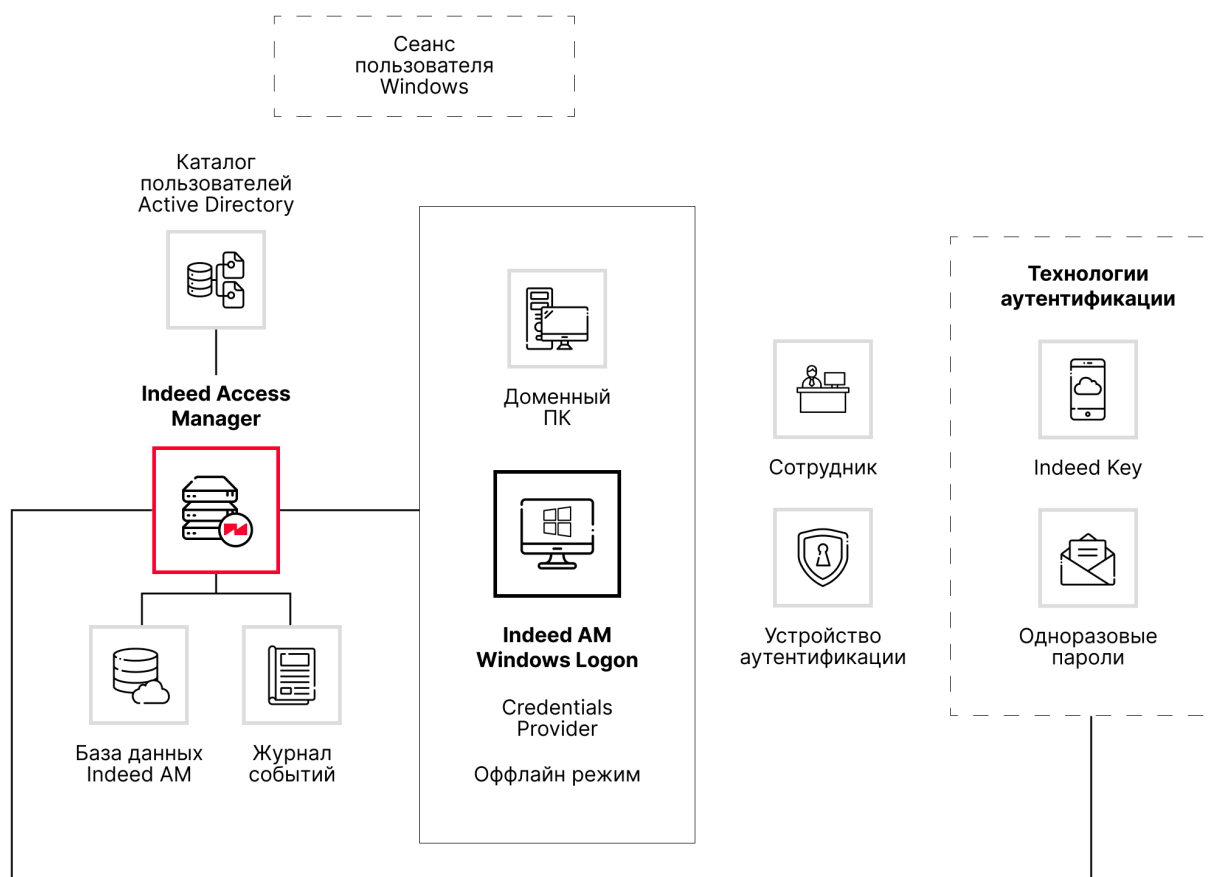 Сеанс
пользователя
Windows
Каталог
пользователей
Active Directory
Indeed Access
Manager
База данных
Indeed AM
Журнал
событий
Доменный
ПК
Indeed AM
Windows Logon
Credentials
Provider
Оффлайн режим
Сотрудник
Устройство
аутентификации
Технологии
аутентификации
Indeed Key
Одноразовые
пароли